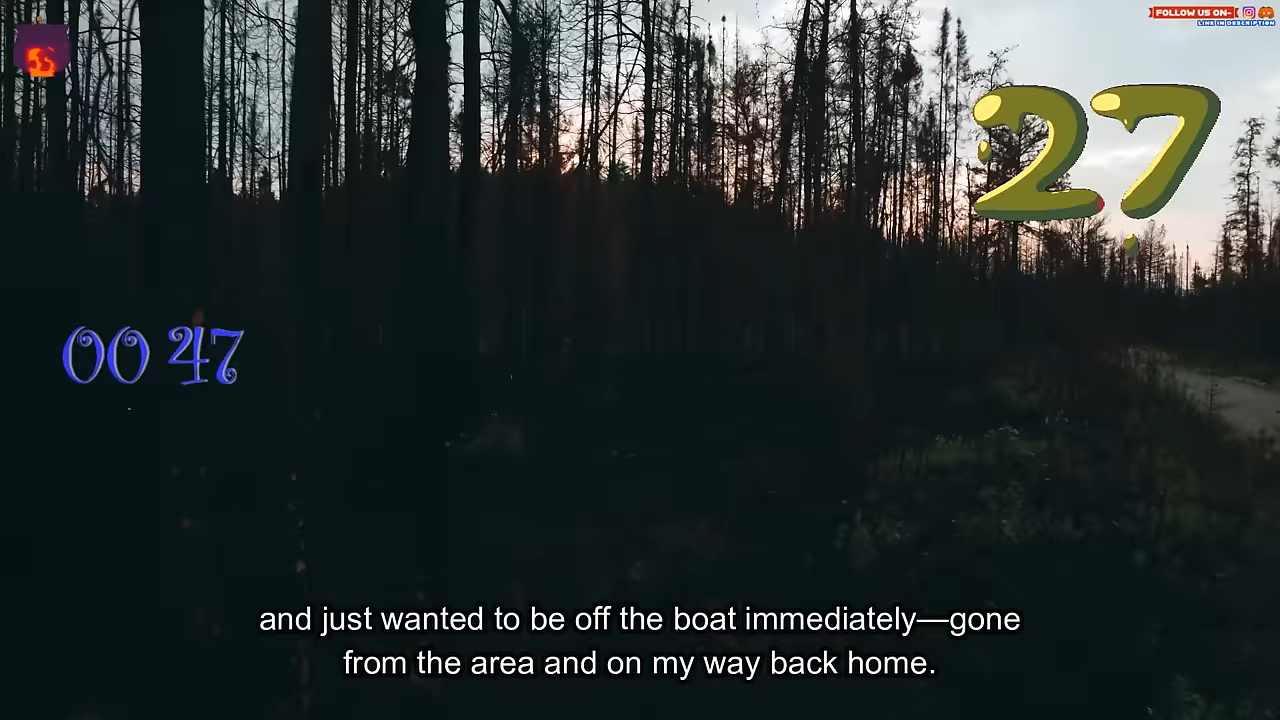 FOLLOW US ON-
LINK IN DESCRIPTION
27
00 47
and just wanted to be off the boat immediately—gone
from the area and on my way back home.